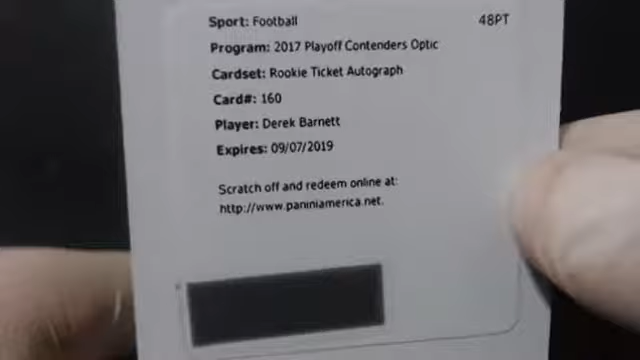 Sport: Football
48PT
Program: 2017 Playoff Contenders Optic
Cardset: Rookie Ticket Autograph
Card#: 160
Player: Derek Barnett
Expires: 09/07/2019
Scratch off and redeem online at:
http://www.paniniamerica.net.